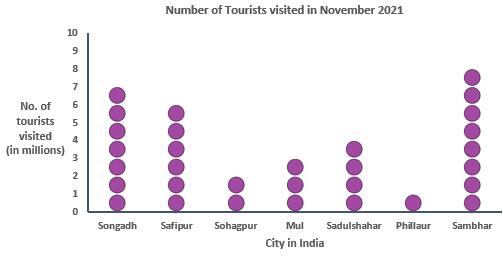 Number of Tourists visited in November 2021
10
9
8
7
6
5
4
3
2
1
0
No. of
tourists
visited
(in millions)
Songadh Safipur Sohagpur Mul Sadulshahar Phillaur Sambhar
City in India